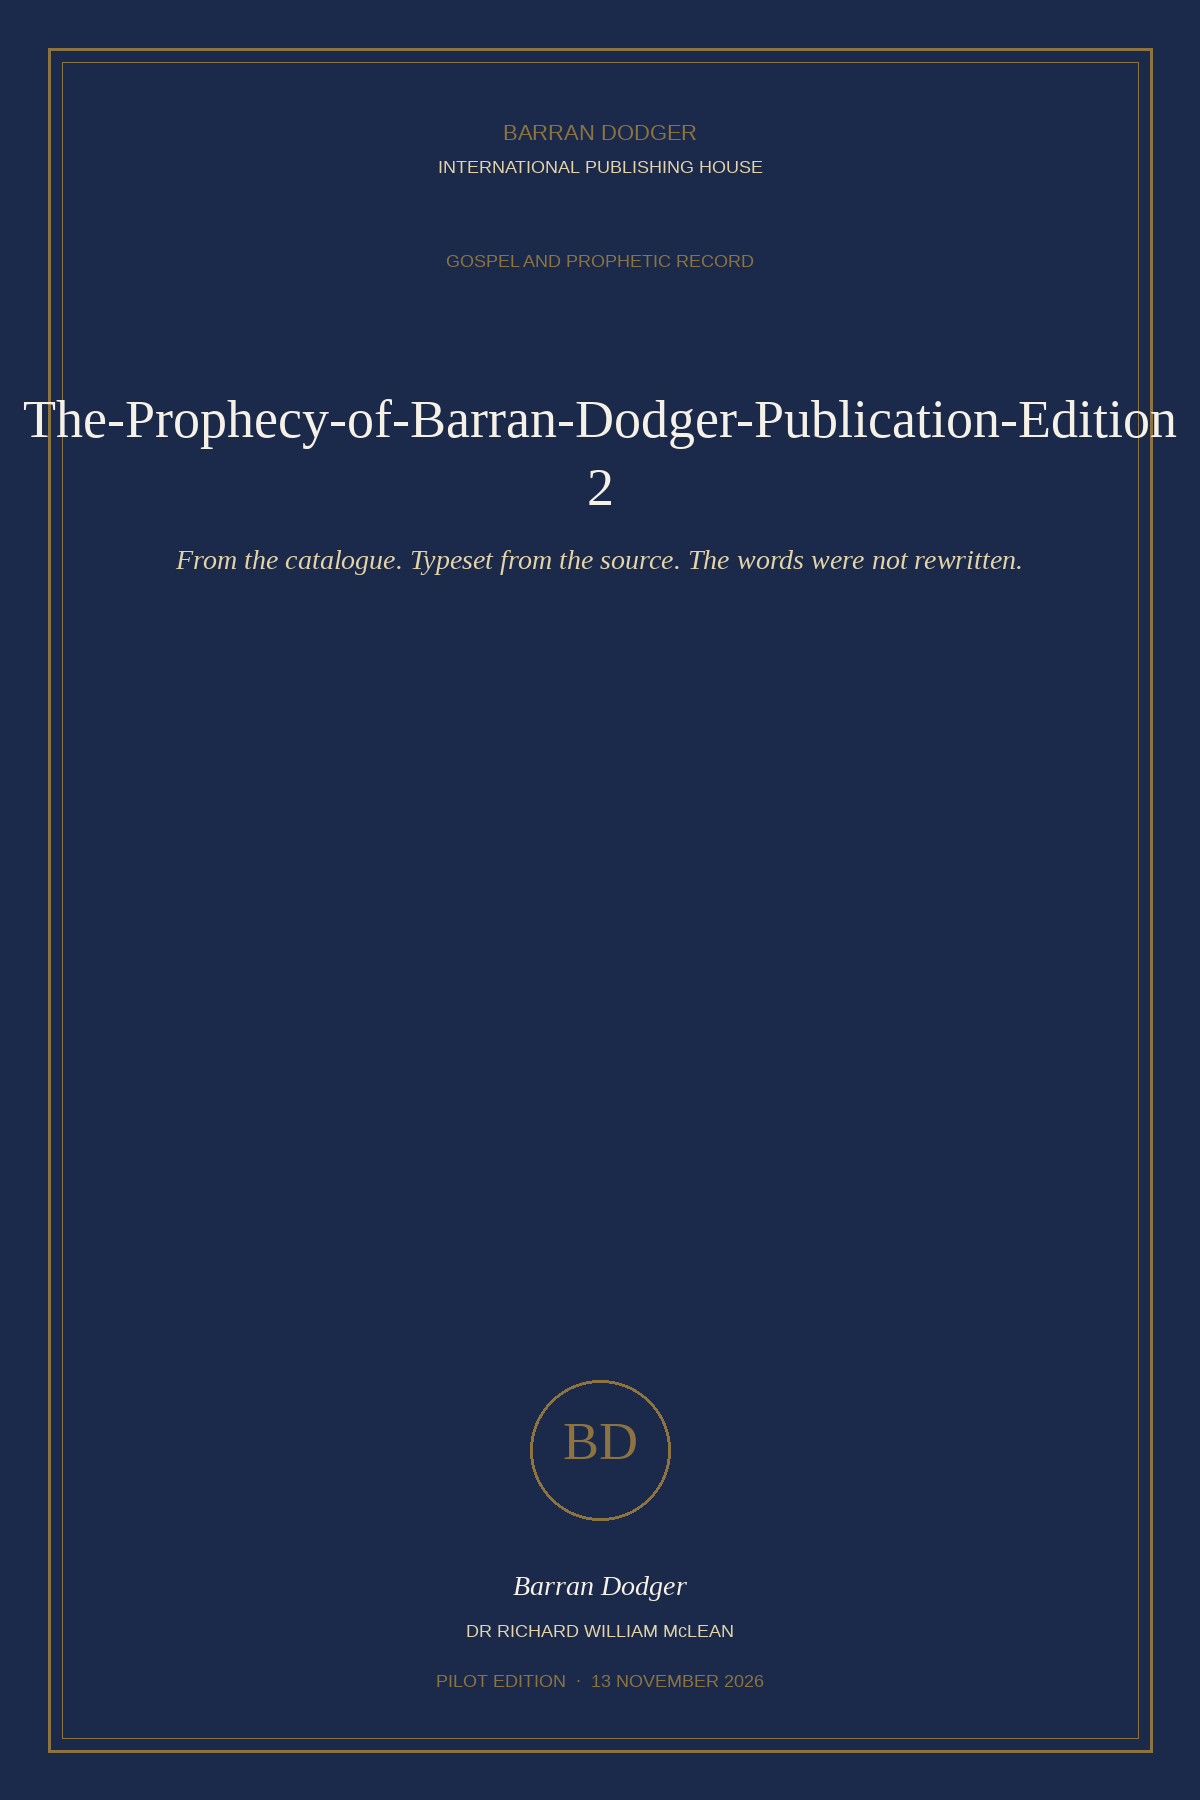 BARRAN DODGER
INTERNATIONAL PUBLISHING HOUSE
GOSPEL AND PROPHETIC RECORD
The-Prophecy-of-Barran-Dodger-Publication-Edition
2
From the catalogue. Typeset from the source. The words were not rewritten.
BD
Barran Dodger
DR RICHARD WILLIAM McLEAN
PILOT EDITION · 13 NOVEMBER 2026